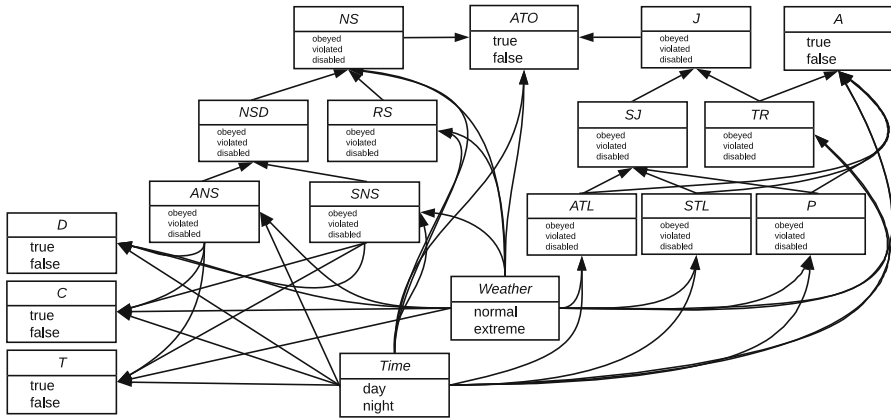 NS
obeyed
violated
disabled
ATO
true
false
J
obeyed
violated
disabled
A
true
false
NSD
obeyed
violated
disabled
RS
obeyed
violated
disabled
SJ
obeyed
violated
disabled
TR
obeyed
violated
disabled
ANS
obeyed
violated
disabled
SNS
obeyed
violated
disabled
ATL
obeyed
violated
disabled
STL
obeyed
violated
disabled
P
obeyed
violated
disabled
D
true
false
C
true
false
Weather
normal
extreme
T
true
false
Time
day
night